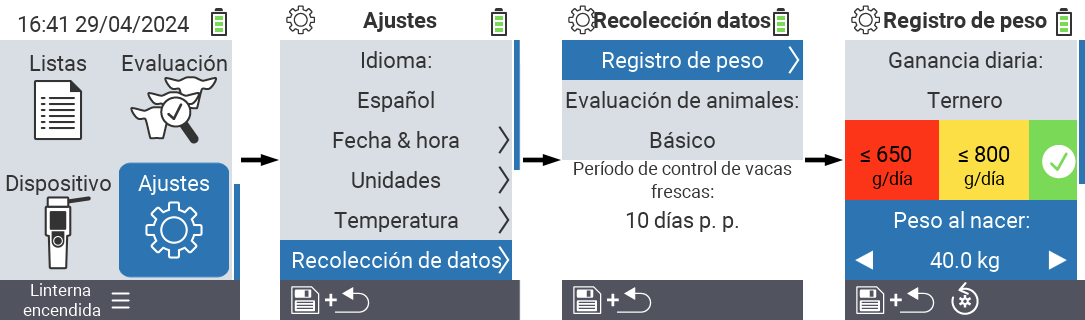 16:41 29/04/2024
Listas
Evaluación
Dispositivo
Ajustes
Linterna
encendida
Ajustes
Idioma:
Español
Fecha & hora
Unidades
Temperatura
Recolección de datos
+
Recolección datos
Registro de peso
Evaluación de animales:
Básico
Período de control de vacas
frescas:
10 días p. p.
+
Registro de peso
Ganancia diaria:
Ternero
≤ 650
g/día
≤ 800
g/día
Peso al nacer:
40.0 kg
+